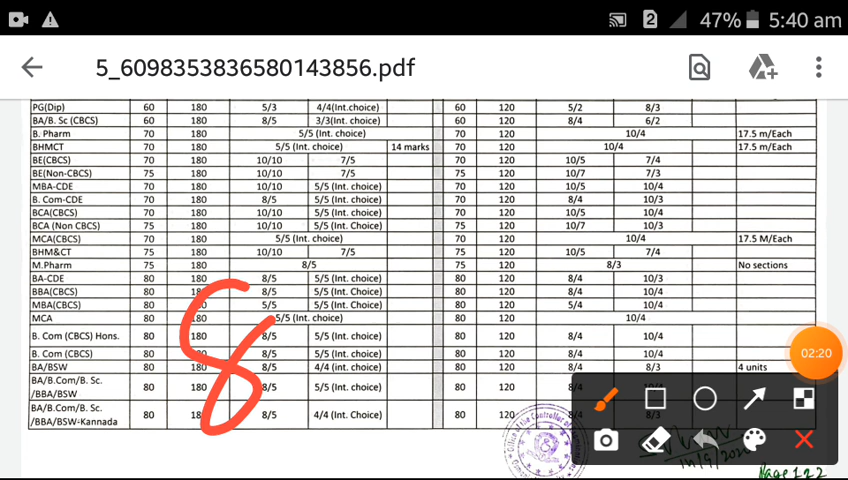 2 47% 5:40 am
5_6098353836580143856.pdf
PG(Dip) 60 180 5/3 4/4(Int.choice) 60 120 5/2 8/3
BA/B. Sc (CBCS) 60 180 8/5 3/3(Int.choice) 60 120 8/4 6/2
B. Pharm 70 180 5/5 (Int. choice) 70 120 10/4 17.5 m/Each
BHMCT 70 180 5/5 (Int. choice) 14 marks 70 120 10/4 17.5 m/Each
BE(CBCS) 70 180 10/10 7/5 70 120 10/5 7/4
BE(Non-CBCS) 75 180 10/10 7/5 75 120 10/7 7/3
MBA-CDE 70 180 10/10 5/5 (Int. choice) 70 120 10/5 10/4
B. Com-CDE 70 180 8/5 5/5 (Int. choice) 70 120 8/4 10/3
BCA(CBCS) 70 180 10/10 5/5 (Int. choice) 70 120 10/5 10/4
BCA (Non CBCS) 75 180 10/10 5/5 (Int. choice) 75 120 10/7 10/3
MCA(CBCS) 70 180 5/5 (Int. choice) 70 120 10/4 17.5 M/Each
BHM&CT 75 180 10/10 7/5 70 120 10/5 7/4
M.Pharm 75 180 8/5 75 120 8/3 No sections
BA-CDE 80 180 8/5 5/5 (Int. choice) 80 120 8/4 10/3
BBA(CBCS) 80 180 8/5 5/5 (Int. choice) 80 120 8/4 10/4
MBA(CBCS) 80 5/5 5/5 (Int. choice) 80 120 5/4 10/4
MCA 80 180 5/5 (Int. choice) 80 120 10/4
B. Com (CBCS) Hons. 80 180 8/5 5/5 (Int. choice) 80 120 8/4 10/4
B. Com (CBCS) 80 8/5 5/5 (Int. choice) 80 120 8/4 10/4
BA/BSW 80 180 8/5 4/4 (int. choice) 80 120 8/4 8/3 4 units
BA/B.Com/B. Sc. /BBA/BSW 80 180 8/5 5/5 (Int. choice) 80 120 8/4
BA/B.Com/B. Sc. /BBA/BSW-Kannada 80 8/5 4/4 (Int. Choice) 80 120 8/4 8/3
8
02:20
Page 122